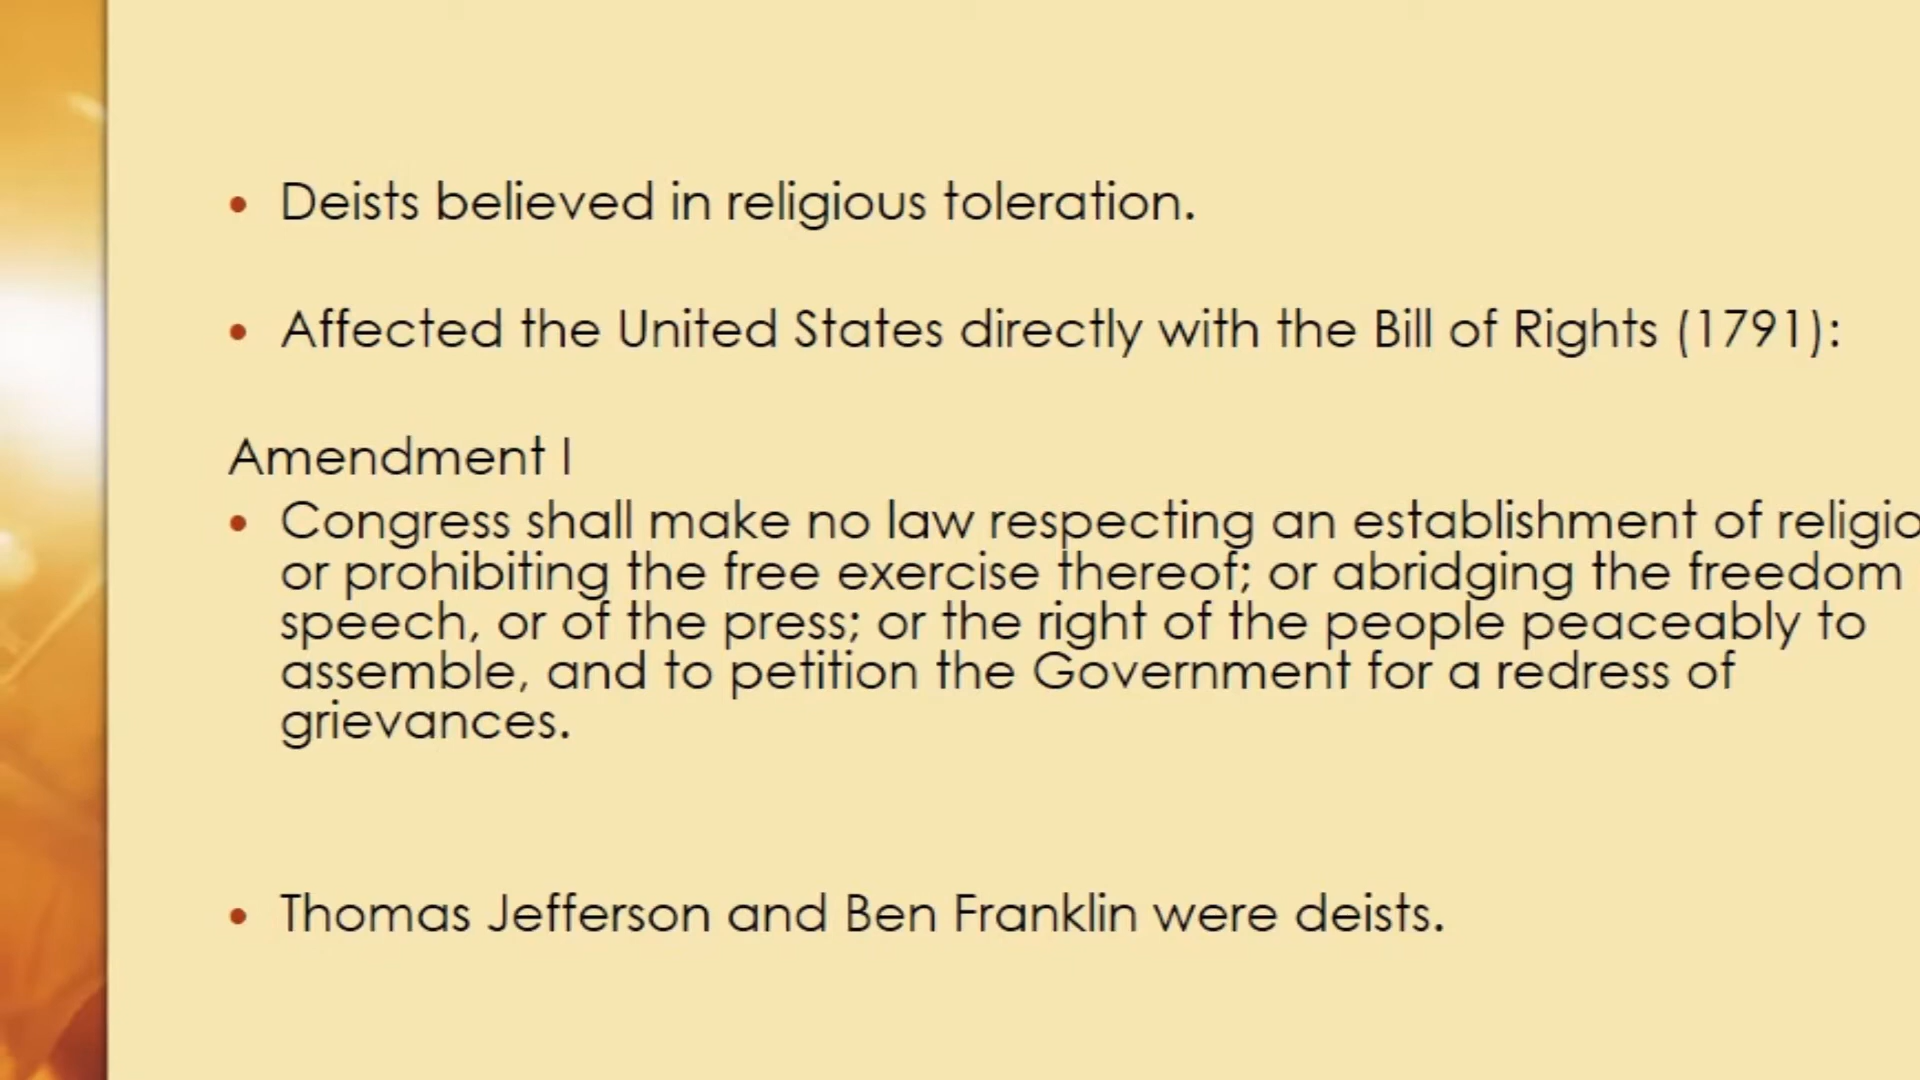 • Deists believed in religious toleration.
• Affected the United States directly with the Bill of Rights (1791):
Amendment I
• Congress shall make no law respecting an establishment of religio
or prohibiting the free exercise thereof; or abridging the freedom
speech, or of the press; or the right of the people peaceably to
assemble, and to petition the Government for a redress of
grievances.
• Thomas Jefferson and Ben Franklin were deists.